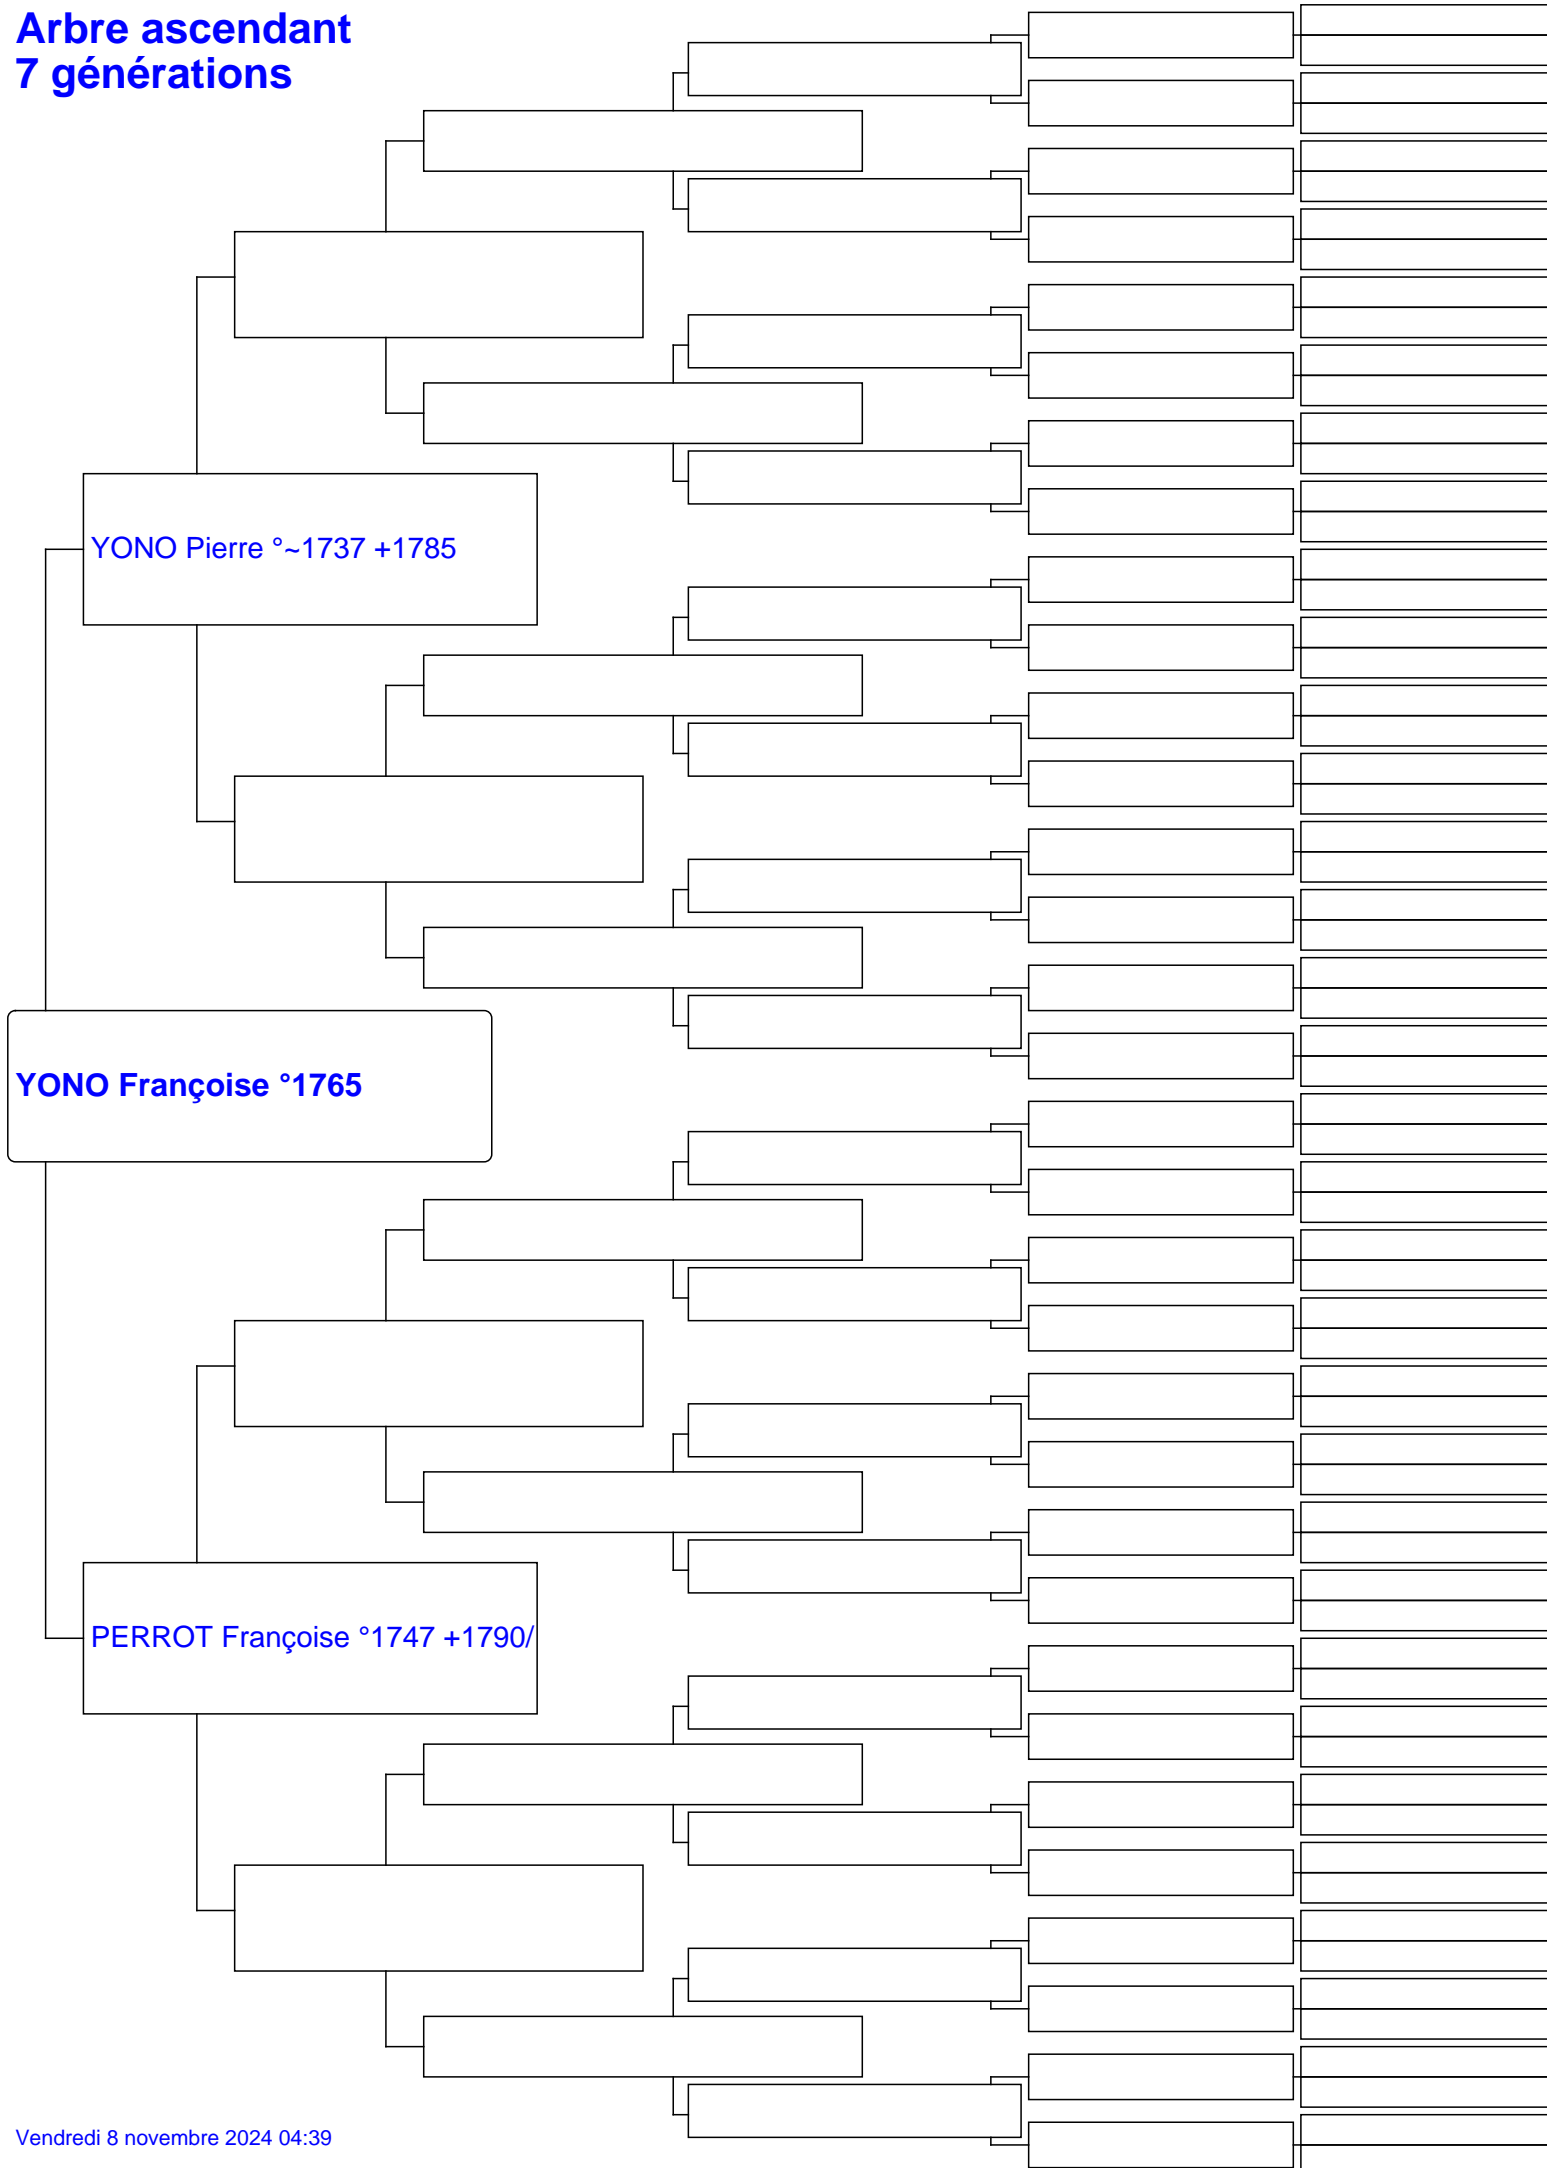 Arbre ascendant
7 générations
YONO Pierre °~1737 +1785
YONO Françoise °1765
PERROT Françoise °1747 +1790/
Vendredi 8 novembre 2024 04:39